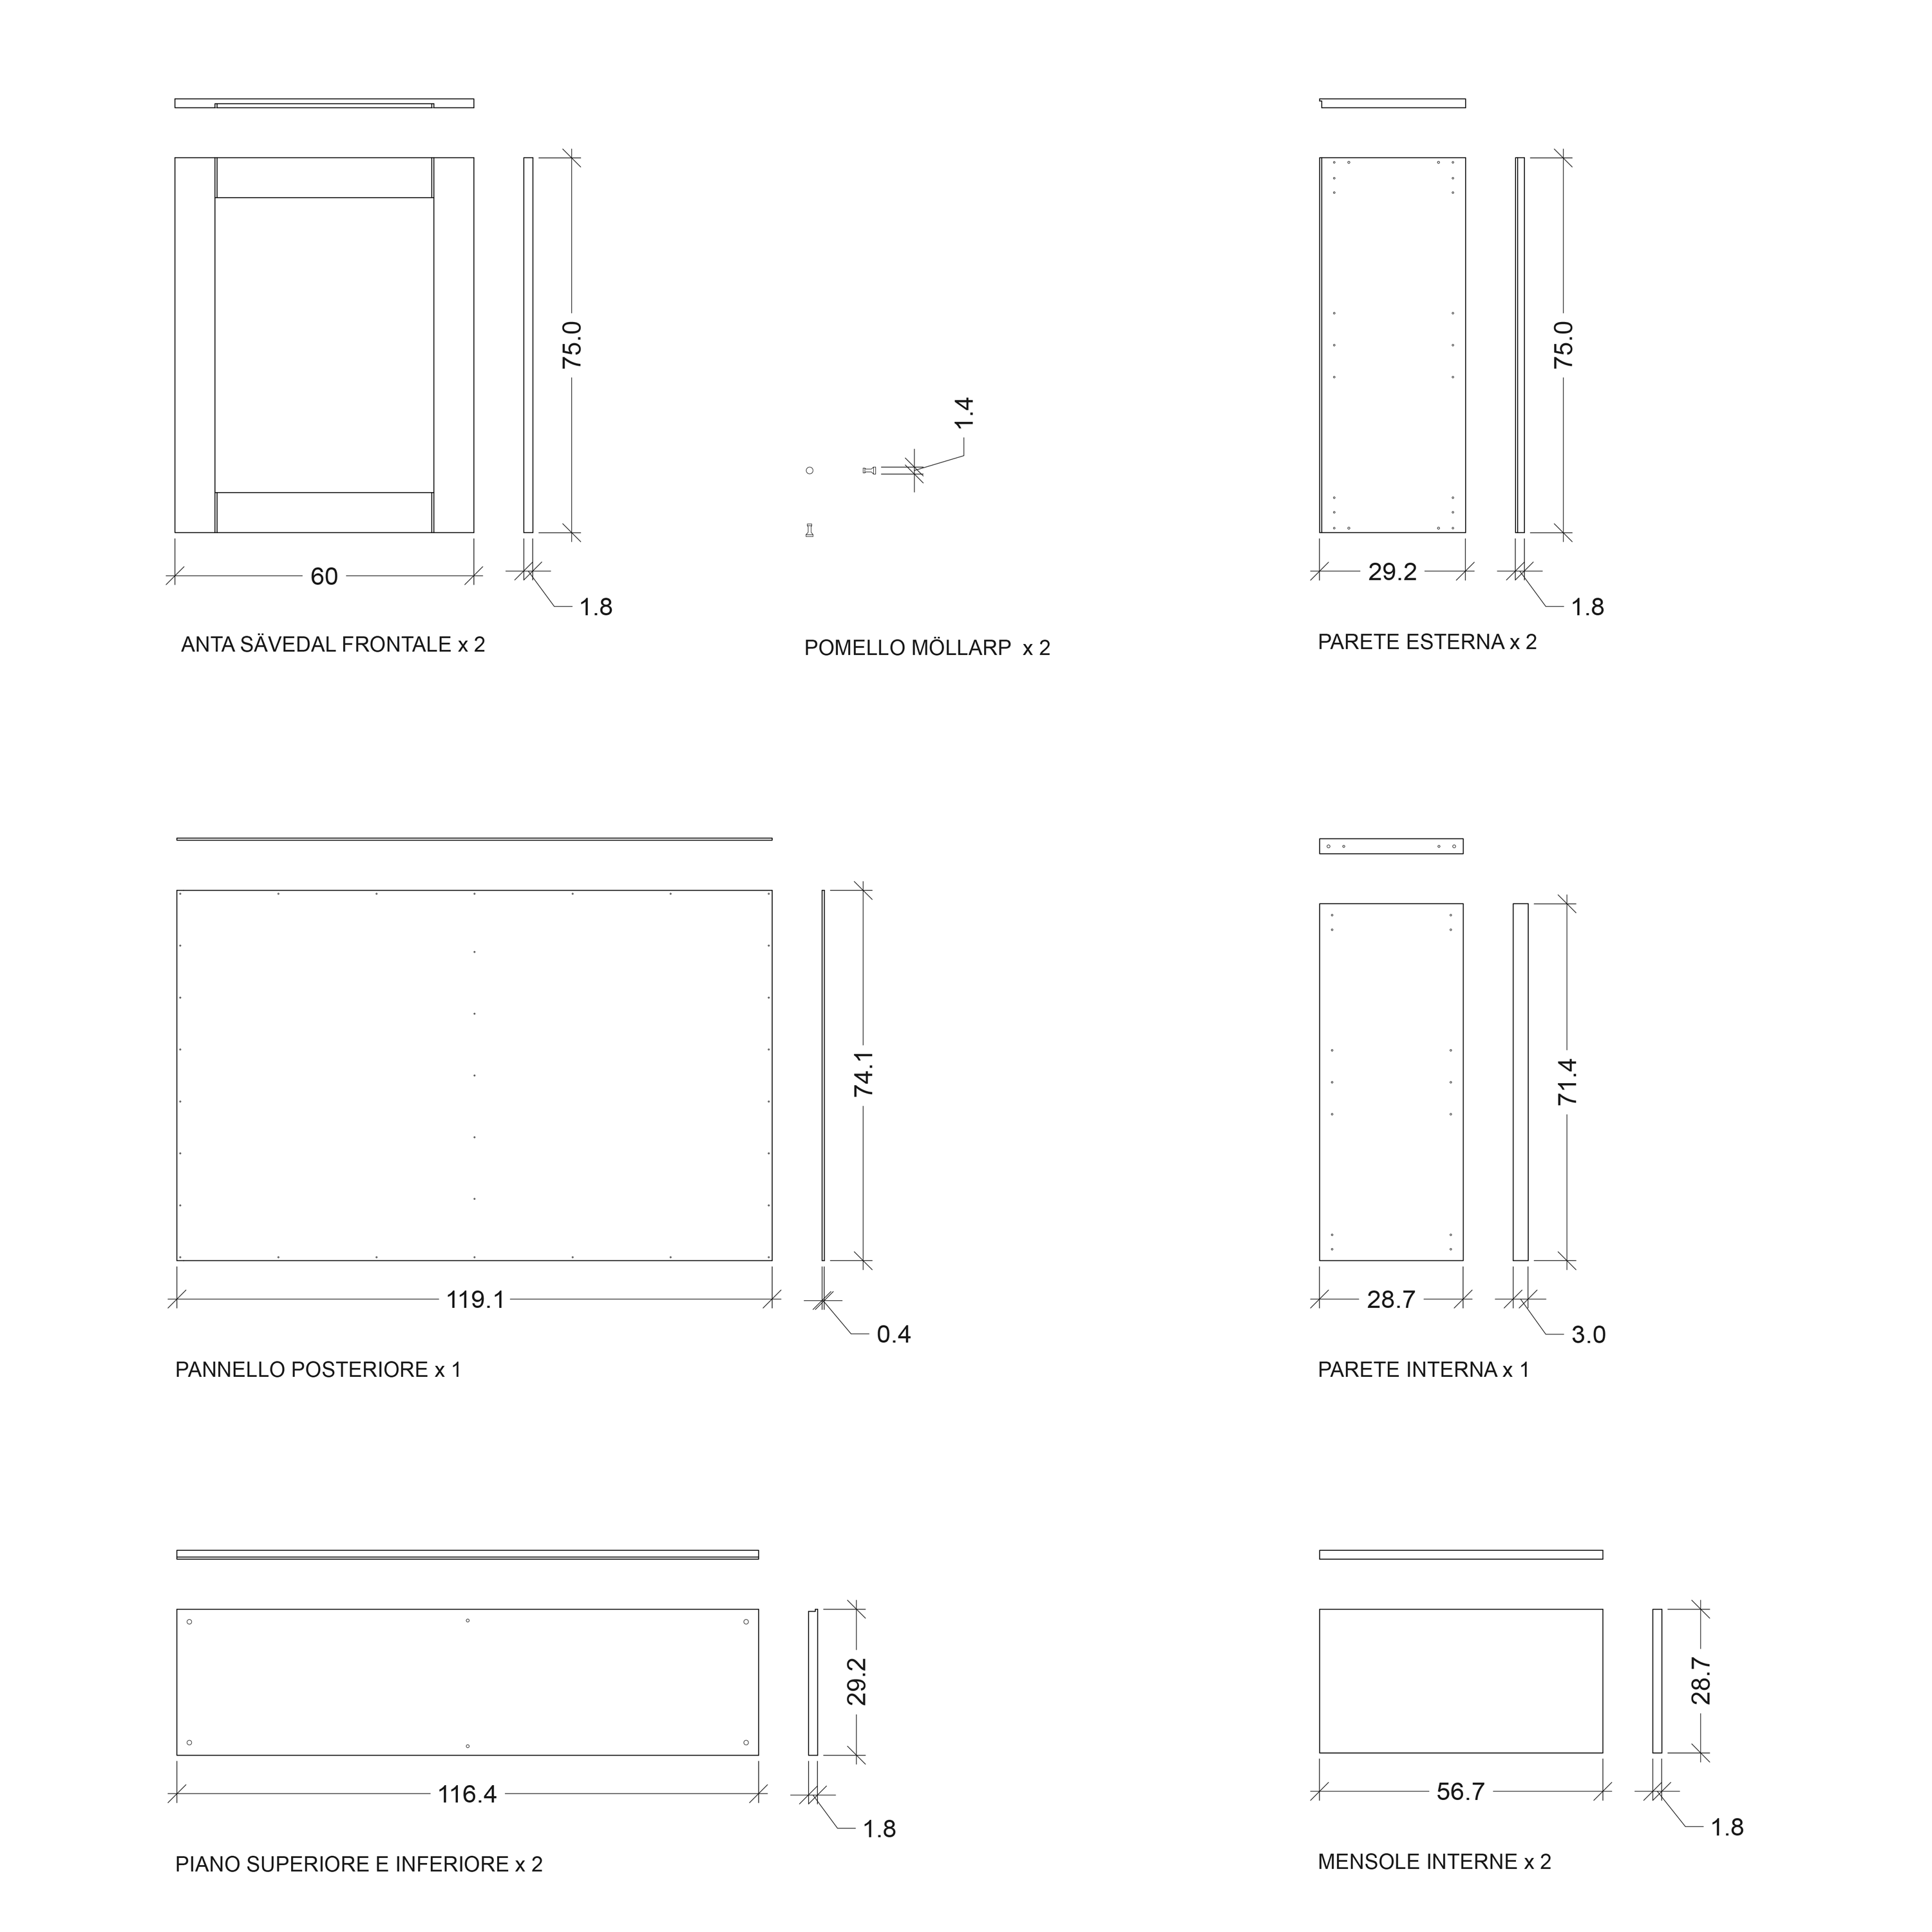 75.0
60
1.8
ANTA SÄVEDAL FRONTALE x 2
1.4
POMELLO MÖLLARP x 2
75.0
29.2
1.8
PARETE ESTERNA x 2
74.1
119.1
0.4
PANNELLO POSTERIORE x 1
71.4
28.7
3.0
PARETE INTERNA x 1
29.2
116.4
1.8
PIANO SUPERIORE E INFERIORE x 2
28.7
56.7
1.8
MENSOLE INTERNE x 2